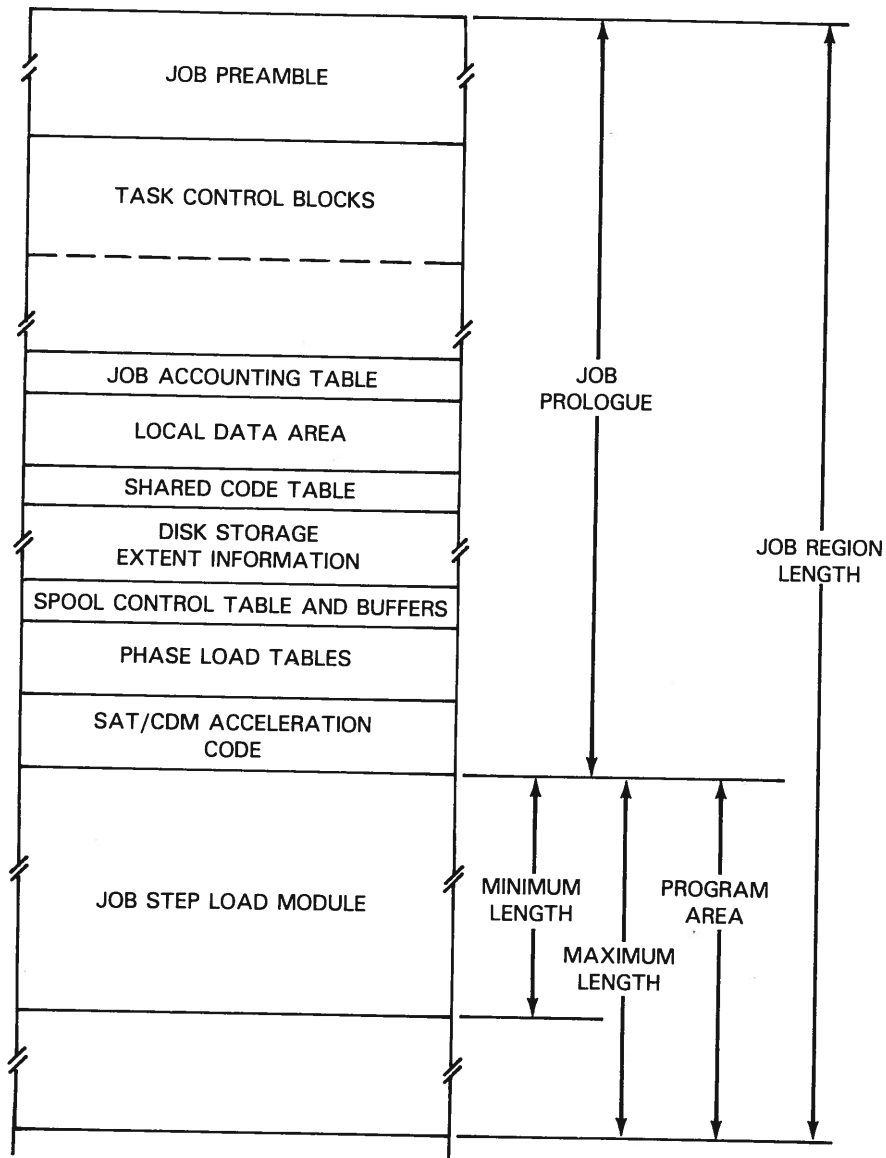 JOB PREAMBLE
TASK CONTROL BLOCKS
JOB ACCOUNTING TABLE
LOCAL DATA AREA
SHARED CODE TABLE
DISK STORAGE
EXTENT INFORMATION
SPOOL CONTROL TABLE AND BUFFERS
PHASE LOAD TABLES
SAT/CDM ACCELERATION
CODE
JOB STEP LOAD MODULE
JOB
PROLOGUE
JOB REGION
LENGTH
MINIMUM
LENGTH
MAXIMUM
LENGTH
PROGRAM
AREA